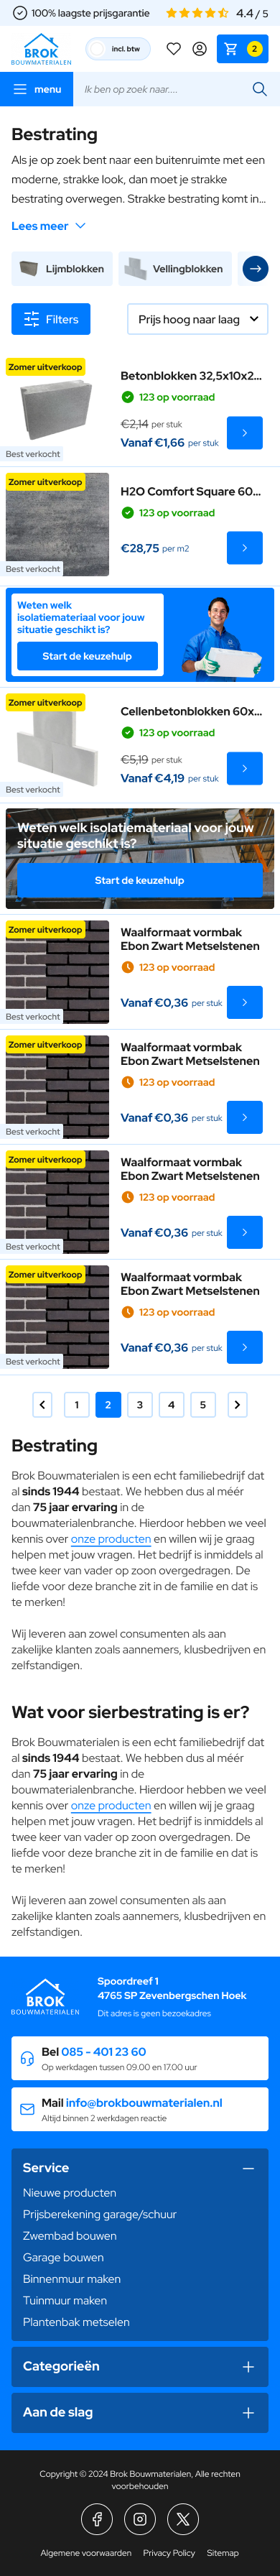 100% laagste prijsgarantie
4.4 / 5
BROK
BOUWMATERIALEN
incl. btw
2
menu
Ik ben op zoek naar....
Bestrating
Als je op zoek bent naar een buitenruimte met een
moderne, strakke look, dan moet je strakke
bestrating overwegen. Strakke bestrating komt in...
Lees meer
Lijmblokken
Vellingblokken
Filters
Prijs hoog naar laag
Zomer uitverkoop
Best verkocht
Betonblokken 32,5x10x2...
123 op voorraad
€2,14 per stuk
Vanaf €1,66 per stuk
Zomer uitverkoop
Best verkocht
H2O Comfort Square 60...
123 op voorraad
€28,75 per m2
Weten welk
isolatiemateriaal voor jouw
situatie geschikt is?
Start de keuzehulp
Zomer uitverkoop
Best verkocht
Cellenbetonblokken 60x...
123 op voorraad
€5,19 per stuk
Vanaf €4,19 per stuk
Weten welk isolatiemateriaal voor jouw
situatie geschikt is?
Start de keuzehulp
Zomer uitverkoop
Best verkocht
Waalformaat vormbak
Ebon Zwart Metselstenen
123 op voorraad
Vanaf €0,36 per stuk
Zomer uitverkoop
Best verkocht
Waalformaat vormbak
Ebon Zwart Metselstenen
123 op voorraad
Vanaf €0,36 per stuk
Zomer uitverkoop
Best verkocht
Waalformaat vormbak
Ebon Zwart Metselstenen
123 op voorraad
Vanaf €0,36 per stuk
Zomer uitverkoop
Best verkocht
Waalformaat vormbak
Ebon Zwart Metselstenen
123 op voorraad
Vanaf €0,36 per stuk
1 2 3 4 5
Bestrating
Brok Bouwmaterialen is een echt familiebedrijf dat
al sinds 1944 bestaat. We hebben dus al méér
dan 75 jaar ervaring in de
bouwmaterialenbranche. Hierdoor hebben we veel
kennis over onze producten en willen wij je graag
helpen met jouw vragen. Het bedrijf is inmiddels al
twee keer van vader op zoon overgedragen. De
liefde voor deze branche zit in de familie en dat is
te merken!
Wij leveren aan zowel consumenten als aan
zakelijke klanten zoals aannemers, klusbedrijven en
zelfstandigen.
Wat voor sierbestrating is er?
Brok Bouwmaterialen is een echt familiebedrijf dat
al sinds 1944 bestaat. We hebben dus al méér
dan 75 jaar ervaring in de
bouwmaterialenbranche. Hierdoor hebben we veel
kennis over onze producten en willen wij je graag
helpen met jouw vragen. Het bedrijf is inmiddels al
twee keer van vader op zoon overgedragen. De
liefde voor deze branche zit in de familie en dat is
te merken!
Wij leveren aan zowel consumenten als aan
zakelijke klanten zoals aannemers, klusbedrijven en
zelfstandigen.
BROK
BOUWMATERIALEN
Spoordreef 1
4765 SP Zevenbergschen Hoek
Dit adres is geen bezoekadres
Bel 085 - 401 23 60
Op werkdagen tussen 09.00 en 17.00 uur
Mail info@brokbouwmaterialen.nl
Altijd binnen 2 werkdagen reactie
Service
Nieuwe producten
Prijsberekening garage/schuur
Zwembad bouwen
Garage bouwen
Binnenmuur maken
Tuinmuur maken
Plantenbak metselen
Categorieën
Aan de slag
Copyright © 2024 Brok Bouwmaterialen, Alle rechten
voorbehouden
Algemene voorwaarden Privacy Policy Sitemap